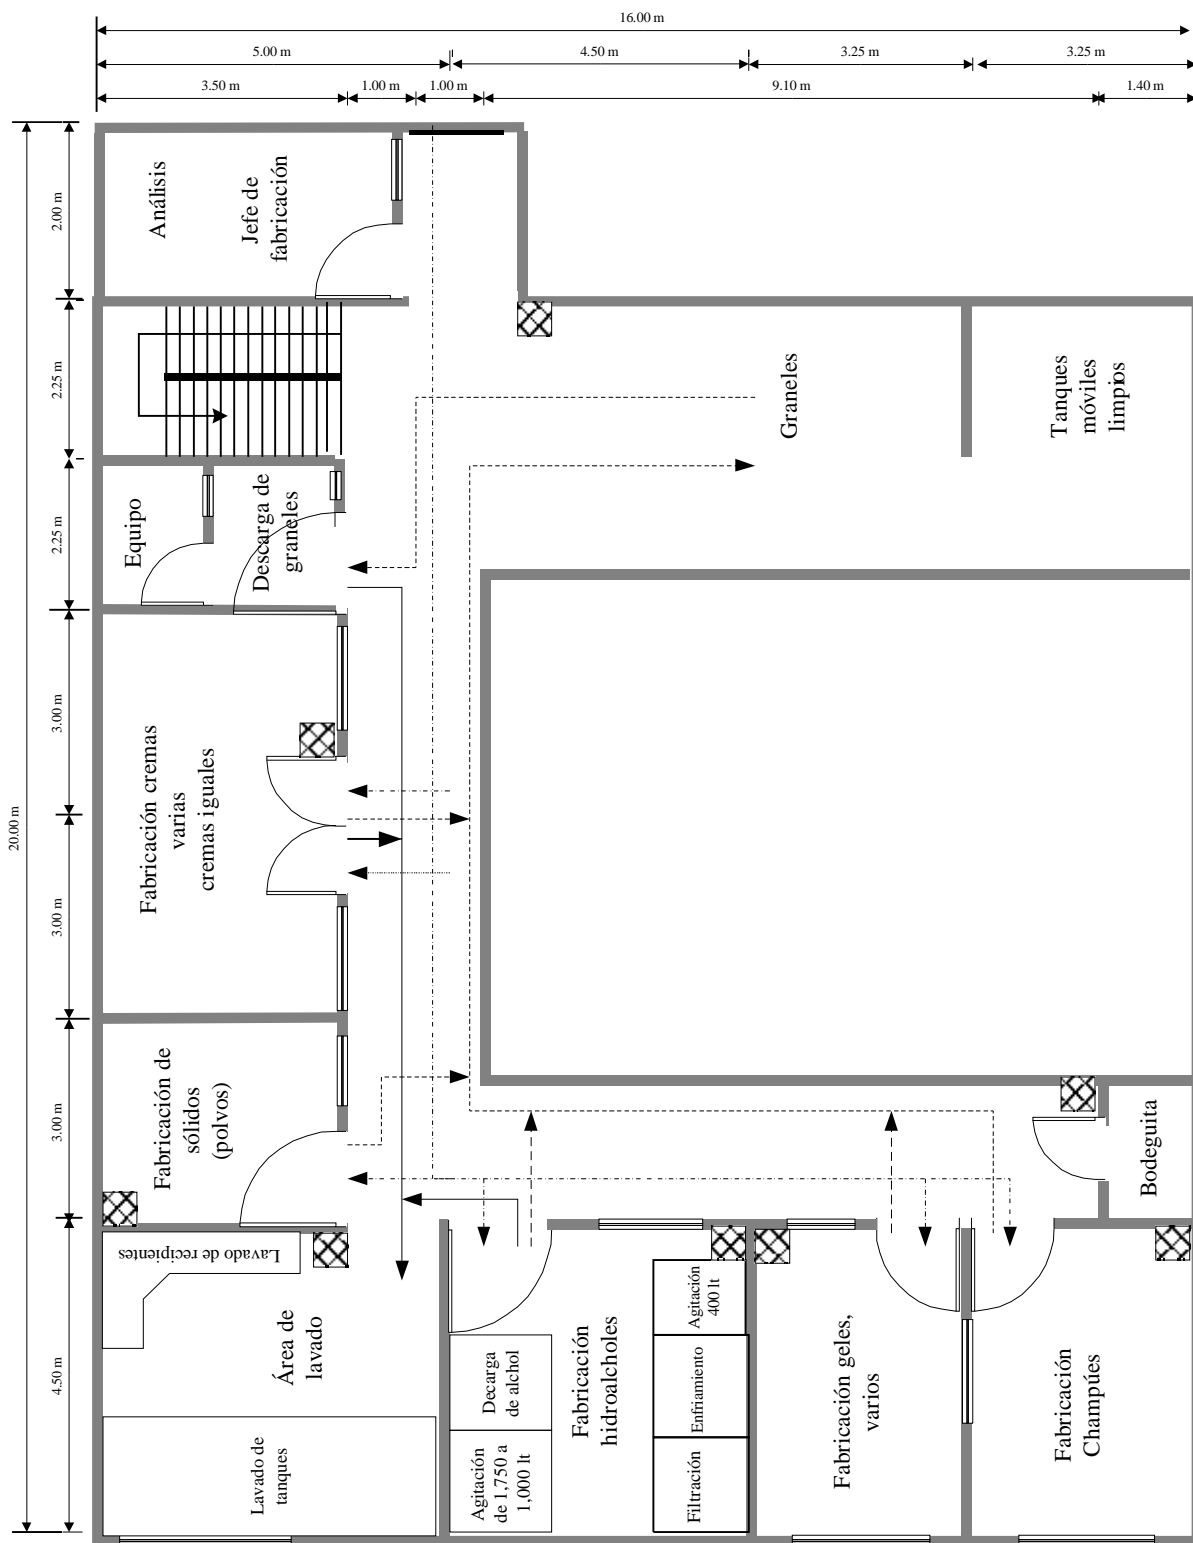 16.00 m
5.00 m
4.50 m
3.25 m
3.25 m
3.50 m
1.00 m
1.00 m
9.10 m
1.40 m
20.00 m
2.00 m
2.25 m
2.25 m
3.00 m
3.00 m
3.00 m
4.50 m
Análisis
Jefe de
fabricación
Graneles
Tanques
móviles
limpios
Equipo
Descarga de
graneles
Fabricación cremas
varias
cremas iguales
Fabricación de
sólidos
(polvos)
Bodeguita
Lavado de recipientes
Área de
lavado
Lavado de
tanques
Decarga
de alchol
Agitación
de 1,750 a
1,000 lt
Fabricación
hidroalcholes
Agitación
400 lt
Enfriamiento
Filtración
Fabricación geles,
varios
Fabricación
Champúes